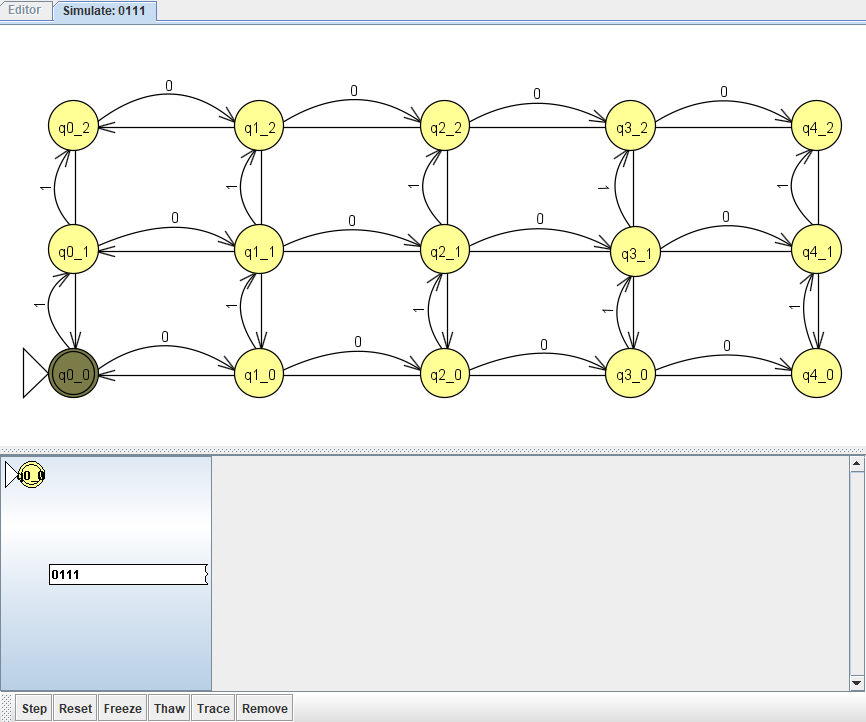 Editor Simulate: 0111
0 0 0 0
q0_2 q1_2 q2_2 q3_2 q4_2
1 1 1 1 1
0 0 0 0
q0_1 q1_1 q2_1 q3_1 q4_1
1 1 1 1 1
0 0 0 0
q0_0 q1_0 q2_0 q3_0 q4_0
q0_0
0111
Step Reset Freeze Thaw Trace Remove